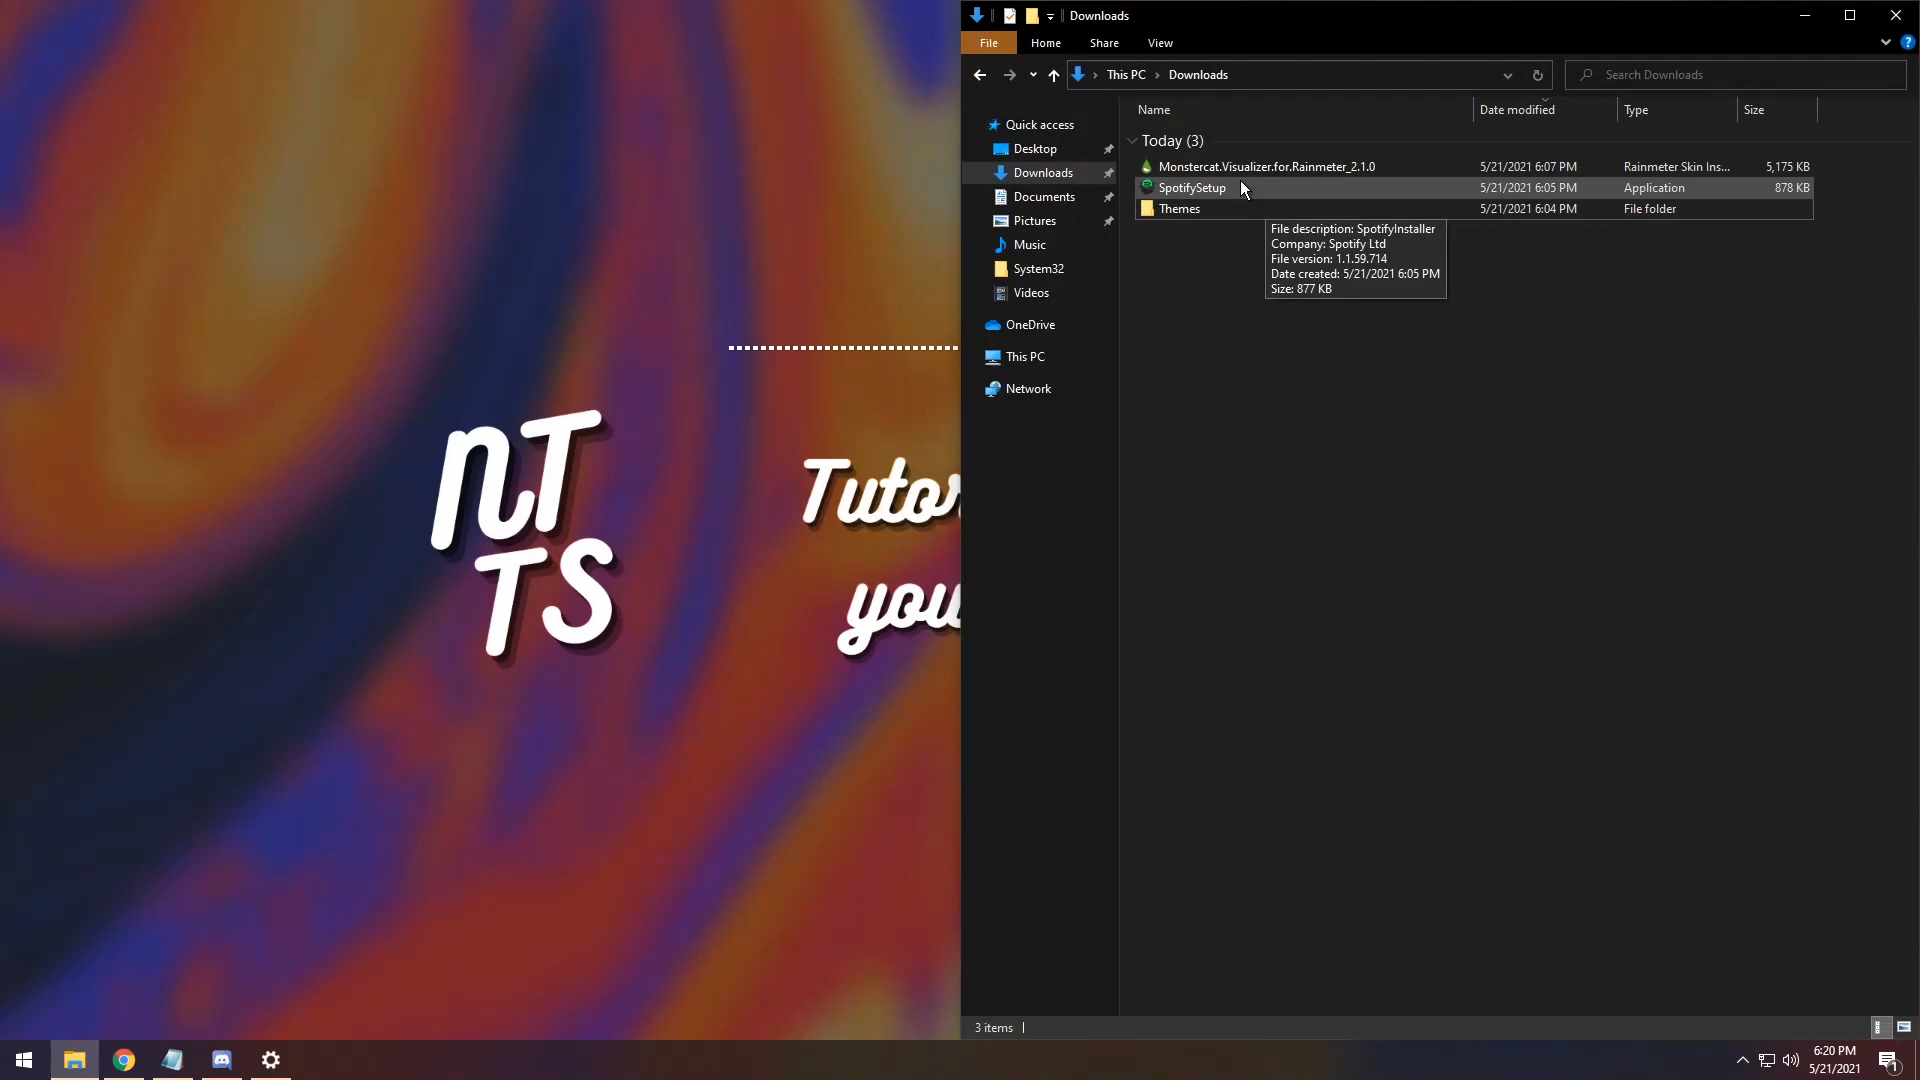 Downloads
File
Home
Share
View
This PC
Downloads
Search Downloads
Name
Date modified
Type
Size
Quick access
Desktop
Downloads
Documents
Pictures
Music
System32
Videos
OneDrive
This PC
Network
Today (3)
Monstercat.Visualizer.for.Rainmeter_2.1.0
5/21/2021 6:07 PM
Rainmeter Skin Ins...
5,175 KB
SpotifySetup
5/21/2021 6:05 PM
Application
878 KB
Themes
5/21/2021 6:04 PM
File folder
File description: SpotifyInstaller
Company: Spotify Ltd
File version: 1.1.59.714
Date created: 5/21/2021 6:05 PM
Size: 877 KB
NT
TS
Tutor
you
3 items
6:20 PM
5/21/2021
1